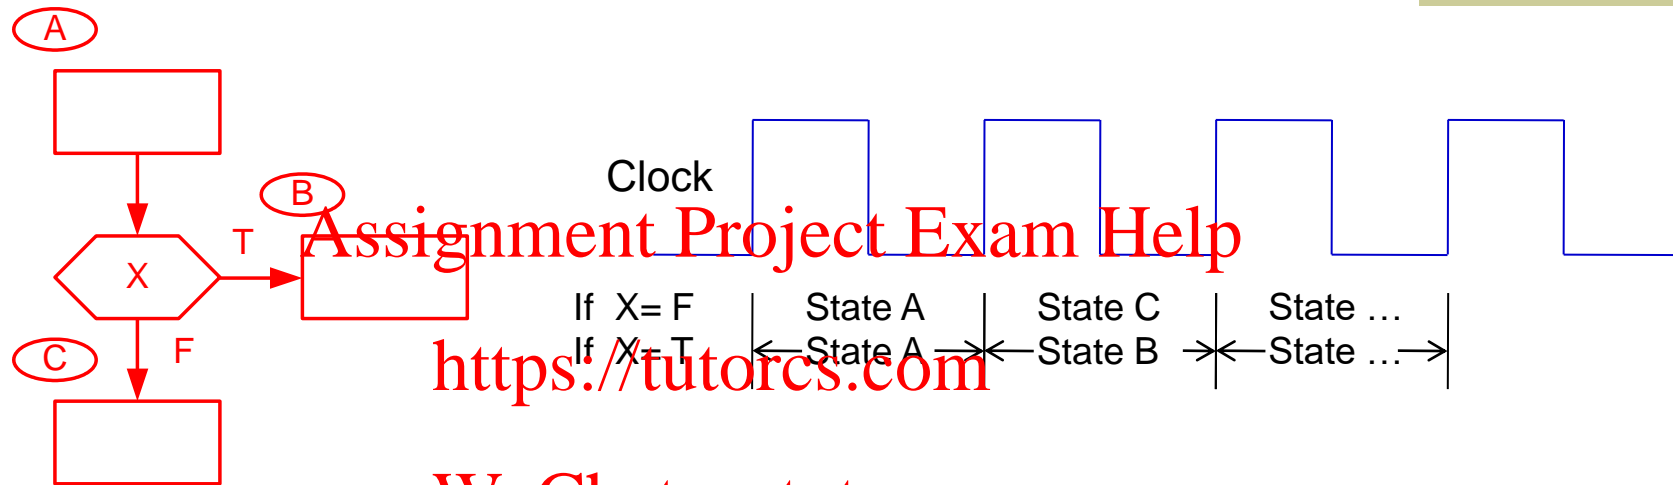 A
Clock
B
Assignment Project Exam Help
T
X
If X= F State A State C State ...
If X= T State A State B State ...
F
C
https://tutorcs.com